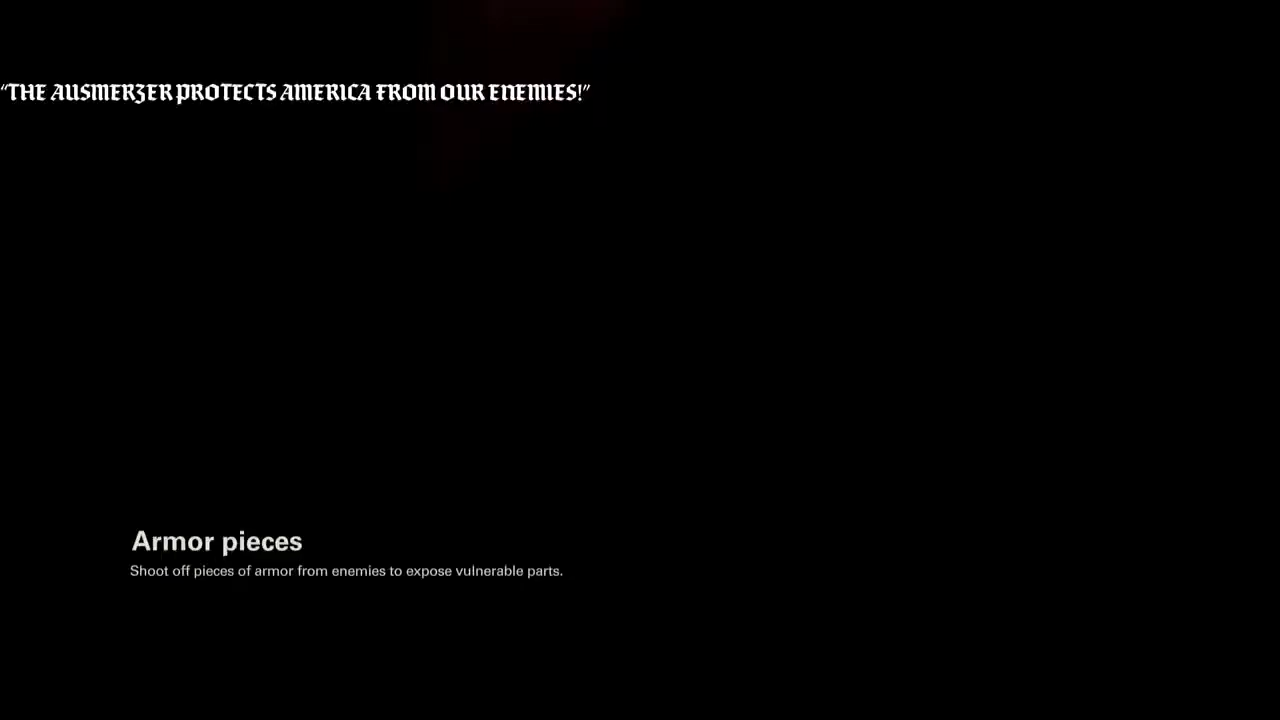 “THE AUSMERZER PROTECTS AMERICA FROM OUR ENEMIES!”
Armor pieces
Shoot off pieces of armor from enemies to expose vulnerable parts.